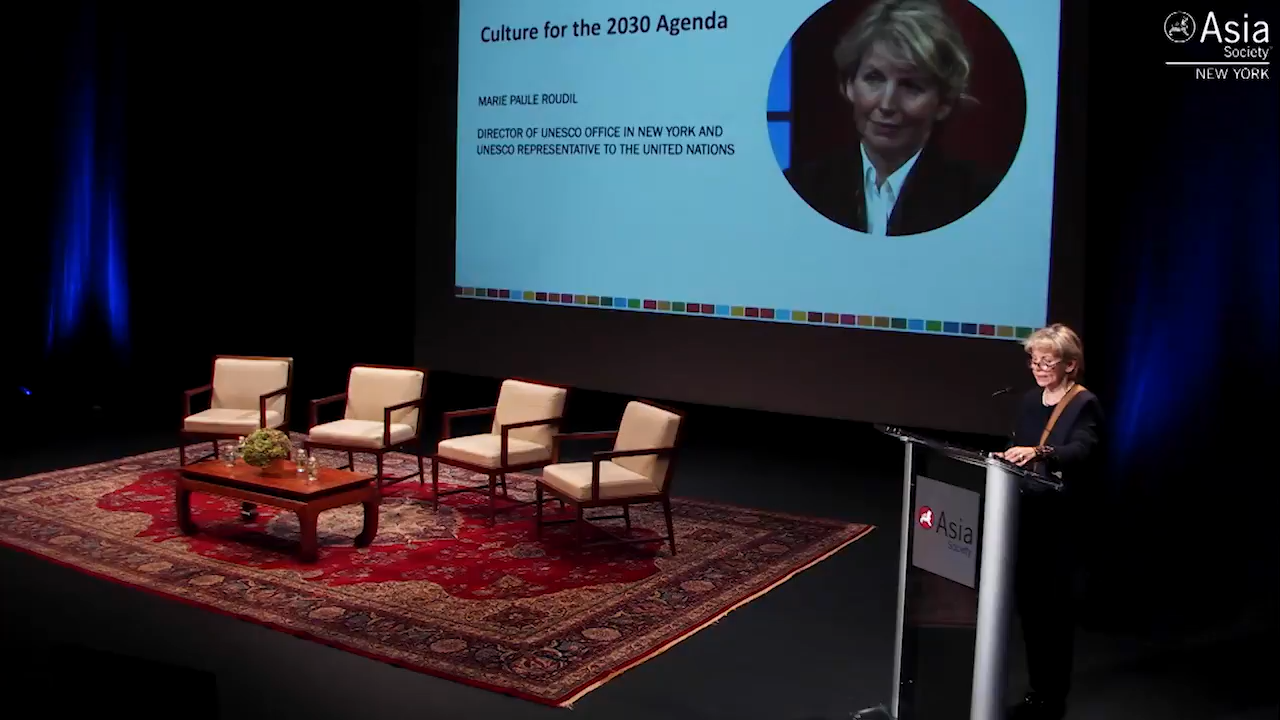 Culture for the 2030 Agenda
MARIE PAULE ROUDIL
DIRECTOR OF UNESCO OFFICE IN NEW YORK AND
UNESCO REPRESENTATIVE TO THE UNITED NATIONS
Asia
Society
NEW YORK
Asia
Society